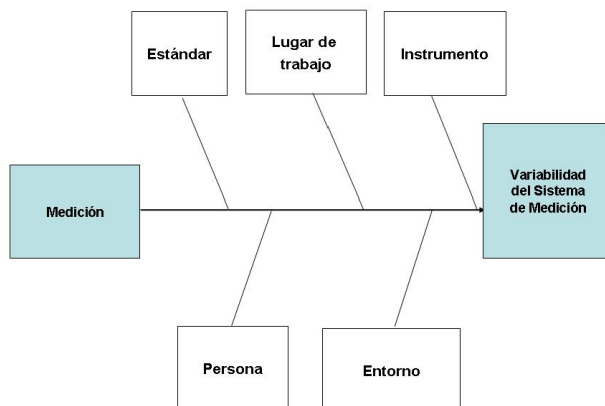 Estándar
Lugar de
trabajo
Instrumento
Medición
Variabilidad
del Sistema
de Medición
Persona
Entorno